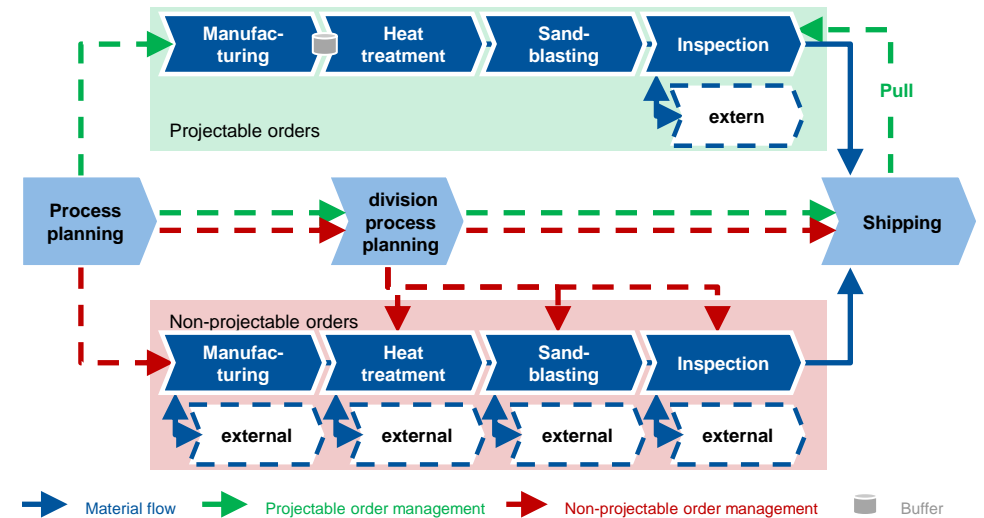 Manufac-
turing
Heat
treatment
Sand-
blasting
Inspection
extern
Projectable orders
Pull
Process
planning
division
process
planning
Shipping
Non-projectable orders
Manufac-
turing
Heat
treatment
Sand-
blasting
Inspection
external
external
external
external
Material flow
Projectable order management
Non-projectable order management
Buffer